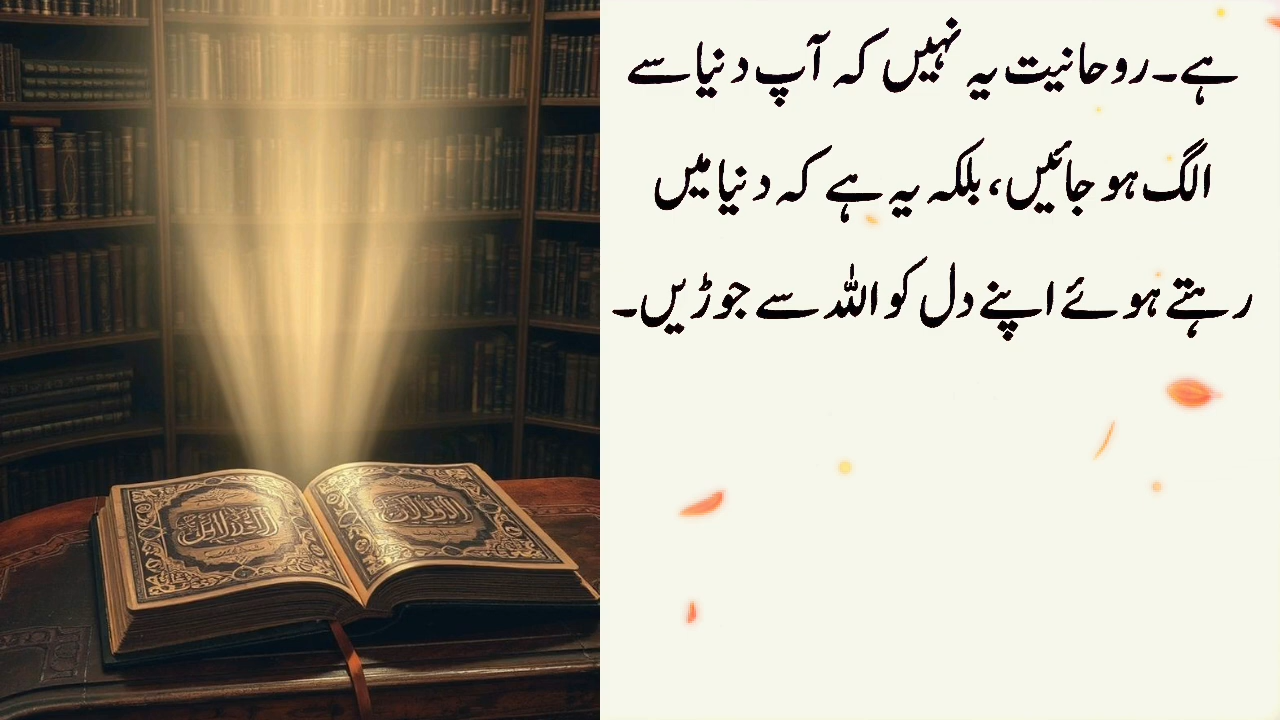 ہے۔روحانیت یہ نہیں کہ آپ دنیا سے
الگ ہو جائیں، بلکہ یہ ہے کہ دنیا میں
رہتے ہوئے اپنے دل کو اللہ سے جوڑیں۔